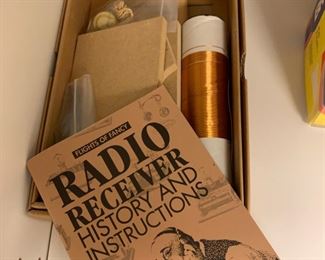 FLIGHTS OF FANCY
RADIO
RECEIVER
HISTORY AND
INSTRUCTIONS